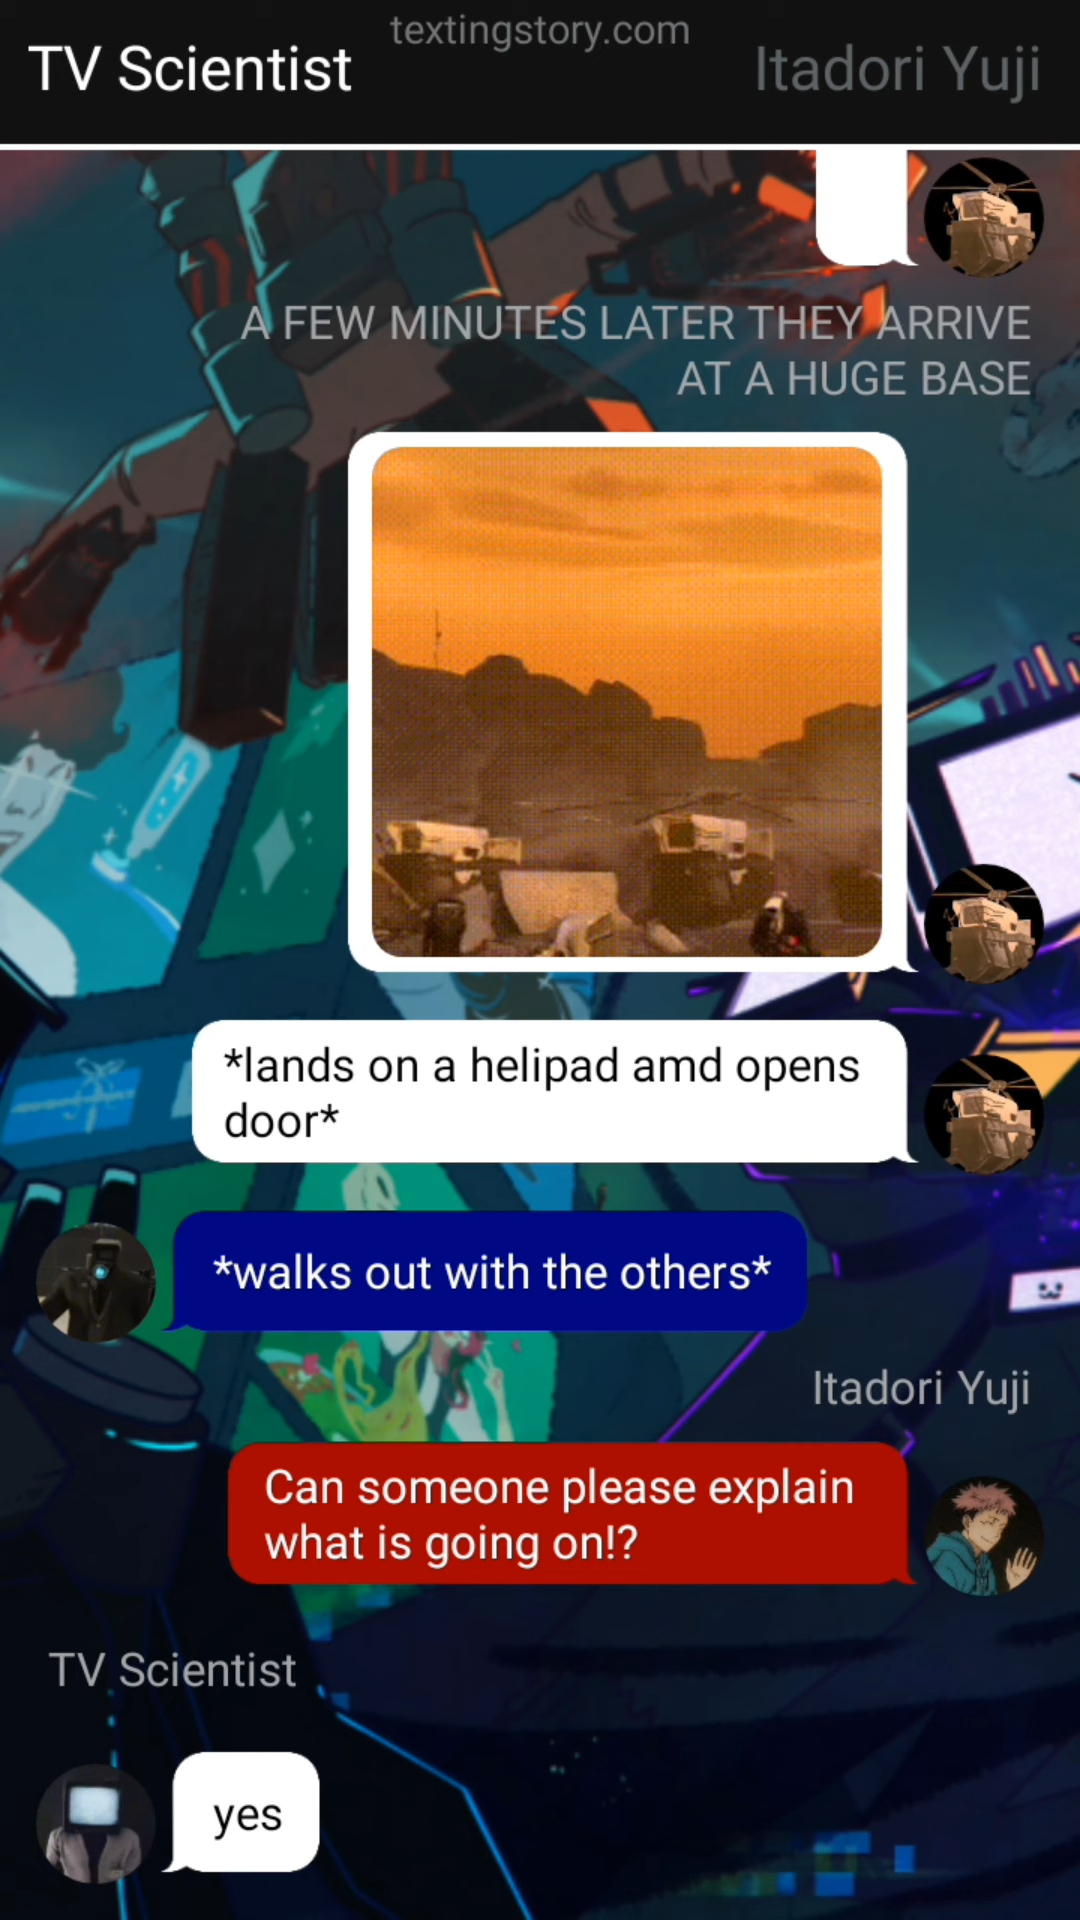 textingstory.com
TV Scientist
Itadori Yuji
A FEW MINUTES LATER THEY ARRIVE
AT A HUGE BASE
*lands on a helipad amd opens
door*
*walks out with the others*
Itadori Yuji
Can someone please explain
what is going on!?
TV Scientist
yes